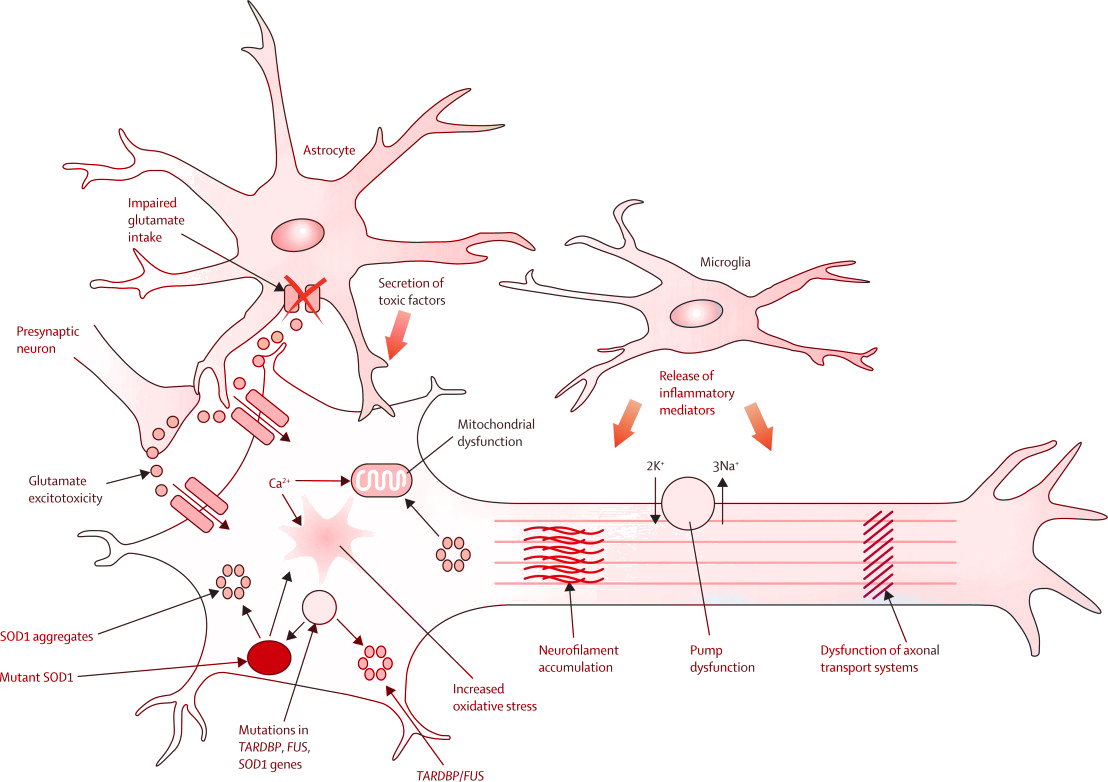 Astrocyte
Impaired
glutamate
intake
Secretion of
toxic factors
Microglia
Presynaptic
neuron
Release of
inflammatory
mediators
Mitochondrial
dysfunction
Glutamate
excitotoxicity
Ca²⁺
2K⁺
3Na⁺
SOD1 aggregates
Mutant SOD1
Neurofilament
accumulation
Pump
dysfunction
Dysfunction of axonal
transport systems
Increased
oxidative stress
Mutations in
TARDBP, FUS,
SOD1 genes
TARDBP/FUS